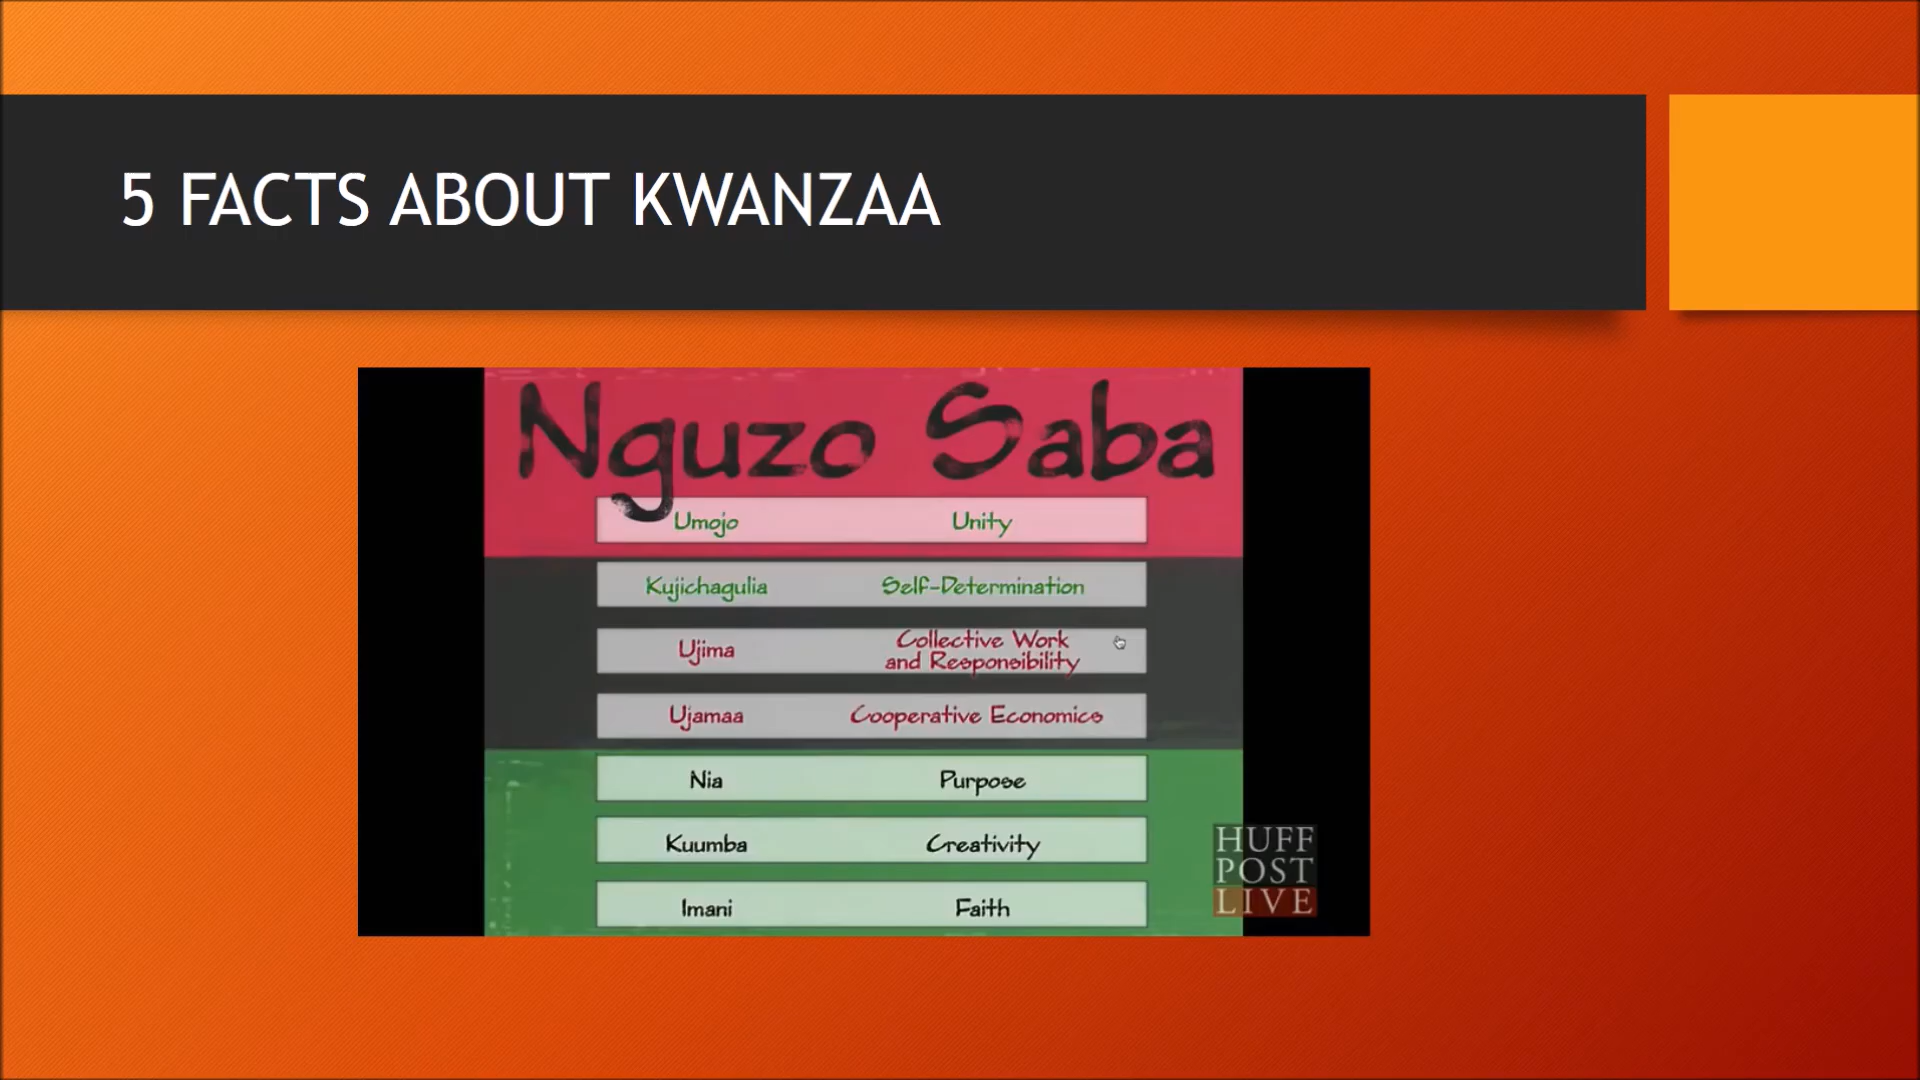 5 FACTS ABOUT KWANZAA
Nguzo Saba
Umojo Unity
Kujichagulia Self-Determination
Ujima Collective Work
and Responsibility
Ujamaa Cooperative Economics
Nia Purpose
Kuumba Creativity
Imani Faith
HUFF
POST
LIVE